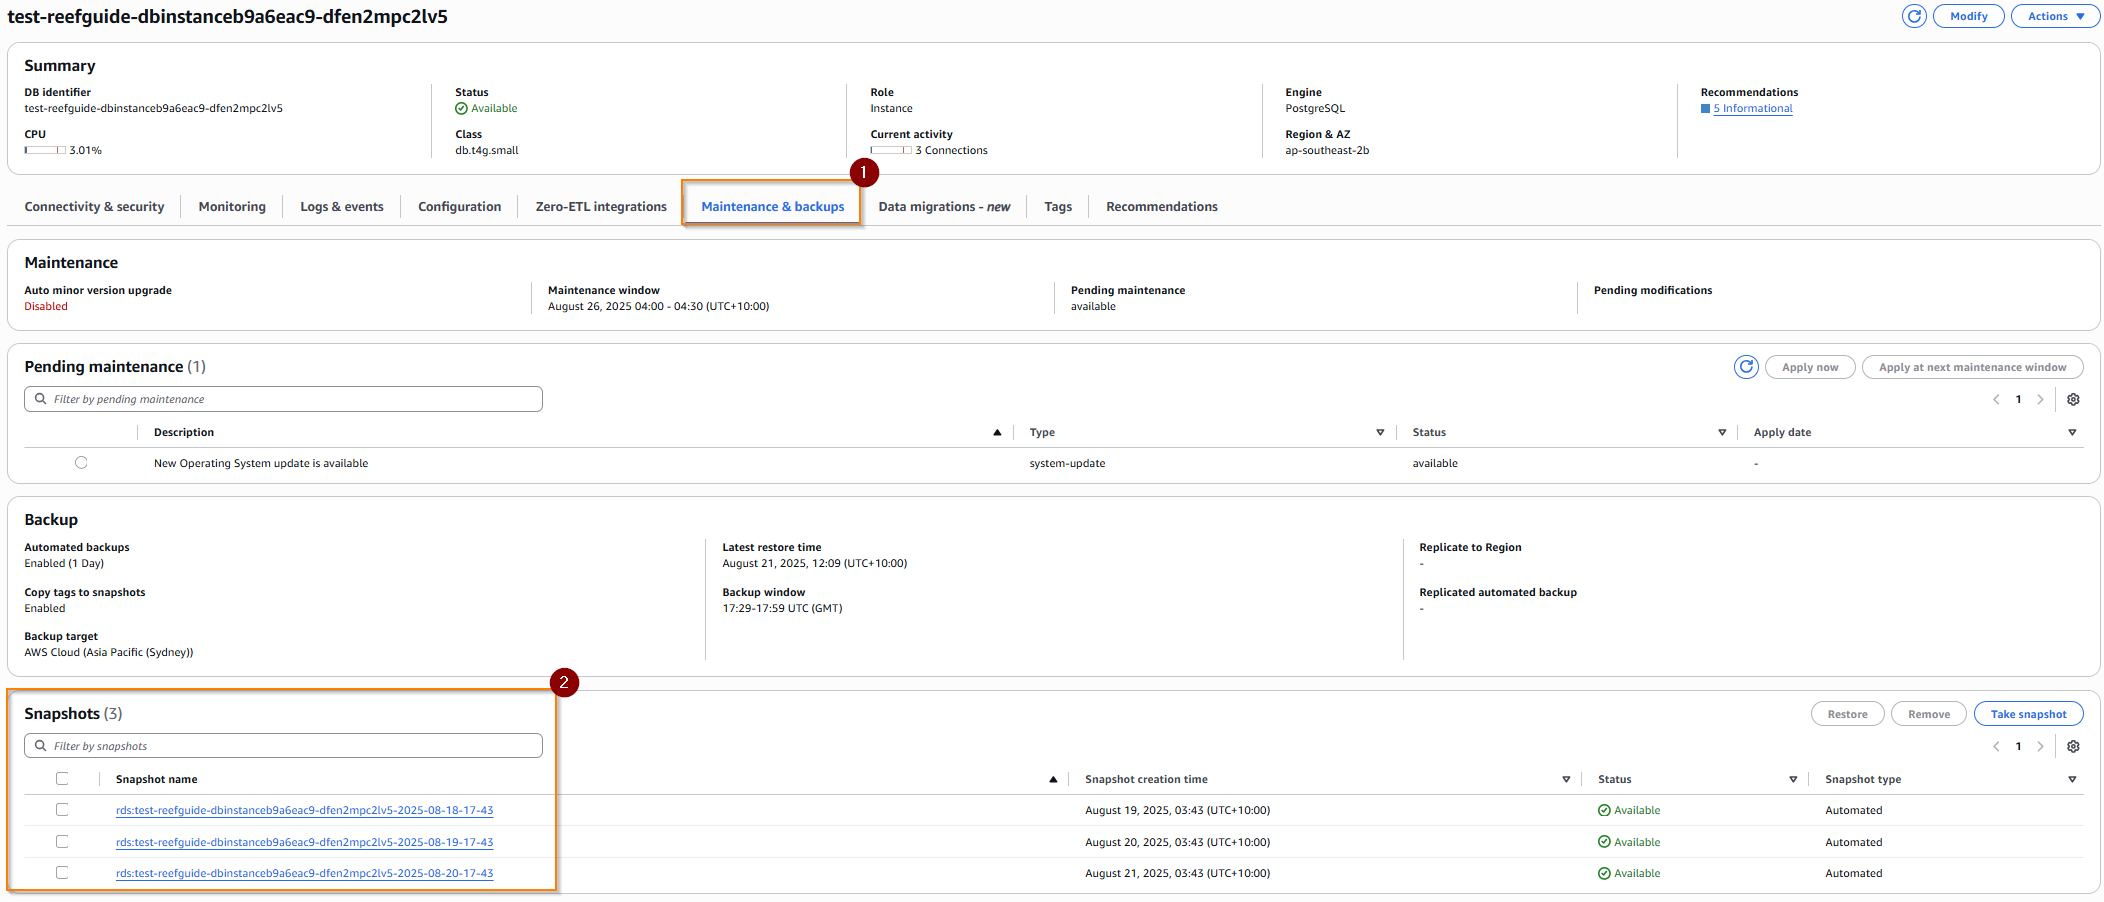 test-reefguide-dbinstanceb9a6eac9-dfen2mpc2lv5
Modify
Actions
Summary
DB identifier
test-reefguide-dbinstanceb9a6eac9-dfen2mpc2lv5
CPU
3.01%
Status
Available
Class
db.t4g.small
Role
Instance
Current activity
3 Connections
Engine
PostgreSQL
Region & AZ
ap-southeast-2b
Recommendations
5 Informational
1
Connectivity & security
Monitoring
Logs & events
Configuration
Zero-ETL integrations
Maintenance & backups
Data migrations - new
Tags
Recommendations
Maintenance
Auto minor version upgrade
Disabled
Maintenance window
August 26, 2025 04:00 - 04:30 (UTC+10:00)
Pending maintenance
available
Pending modifications
Pending maintenance (1)
Apply now
Apply at next maintenance window
Filter by pending maintenance
1
Description Type Status Apply date
New Operating System update is available system-update available -
Backup
Automated backups
Enabled (1 Day)
Copy tags to snapshots
Enabled
Backup target
AWS Cloud (Asia Pacific (Sydney))
Latest restore time
August 21, 2025, 12:09 (UTC+10:00)
Backup window
17:29-17:59 UTC (GMT)
Replicate to Region
-
Replicated automated backup
-
2
Snapshots (3)
Restore
Remove
Take snapshot
Filter by snapshots
1
Snapshot name Snapshot creation time Status Snapshot type
rds:test-reefguide-dbinstanceb9a6eac9-dfen2mpc2lv5-2025-08-18-17-43 August 19, 2025, 03:43 (UTC+10:00) Available Automated
rds:test-reefguide-dbinstanceb9a6eac9-dfen2mpc2lv5-2025-08-19-17-43 August 20, 2025, 03:43 (UTC+10:00) Available Automated
rds:test-reefguide-dbinstanceb9a6eac9-dfen2mpc2lv5-2025-08-20-17-43 August 21, 2025, 03:43 (UTC+10:00) Available Automated